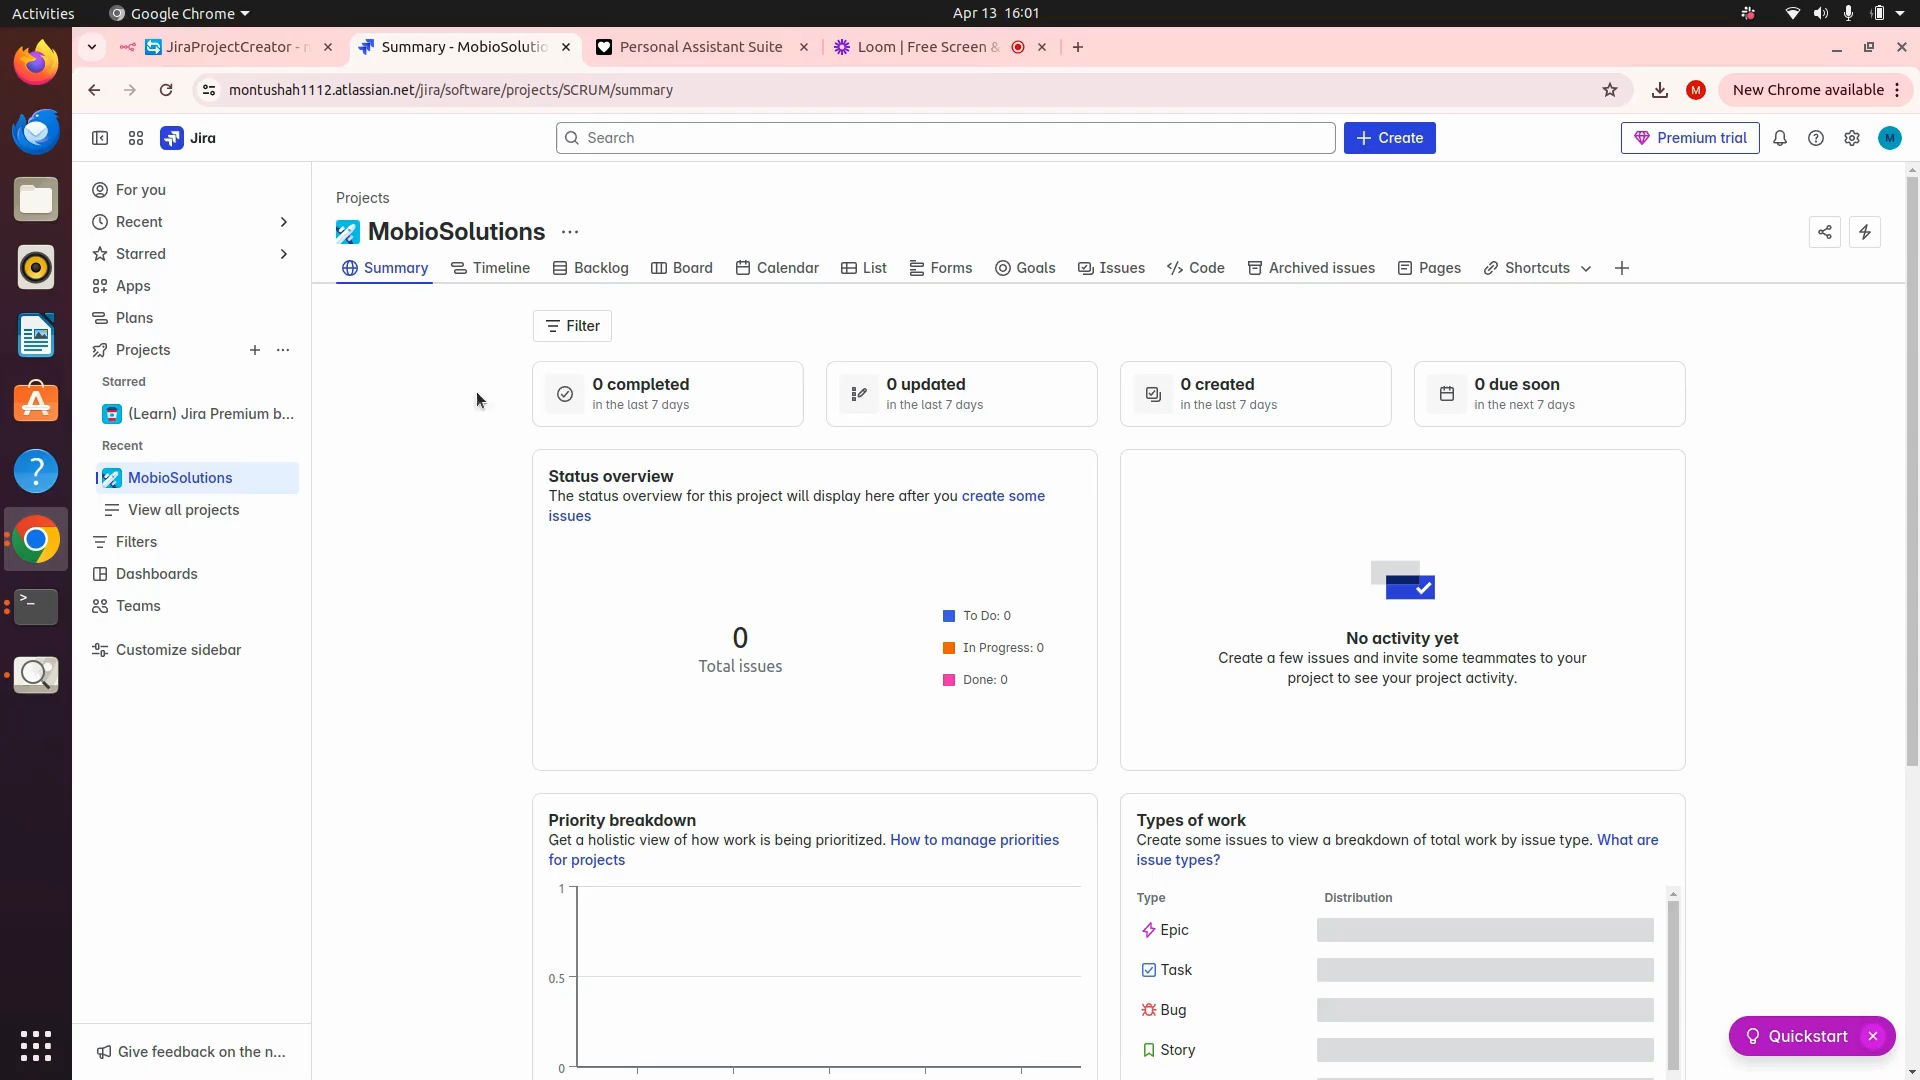 Activities
Google Chrome
Apr 13 16:01
JiraProjectCreator - n
Summary - MobioSolutio
Personal Assistant Suite
Loom | Free Screen &
montushah1112.atlassian.net/jira/software/projects/SCRUM/summary
M
New Chrome available
Jira
Search
Create
Premium trial
M
For you
Recent
Starred
Apps
Plans
Projects
Starred
(Learn) Jira Premium b...
Recent
MobioSolutions
View all projects
Filters
Dashboards
Teams
Customize sidebar
Give feedback on the n...
Projects
MobioSolutions
Summary
Timeline
Backlog
Board
Calendar
List
Forms
Goals
Issues
Code
Archived issues
Pages
Shortcuts
Filter
0 completed
in the last 7 days
0 updated
in the last 7 days
0 created
in the last 7 days
0 due soon
in the next 7 days
Status overview
The status overview for this project will display here after you create some
issues
0
Total issues
To Do: 0
In Progress: 0
Done: 0
No activity yet
Create a few issues and invite some teammates to your
project to see your project activity.
Priority breakdown
Get a holistic view of how work is being prioritized. How to manage priorities
for projects
1
0.5
0
Types of work
Create some issues to view a breakdown of total work by issue type. What are
issue types?
Type
Distribution
Epic
Task
Bug
Story
Quickstart